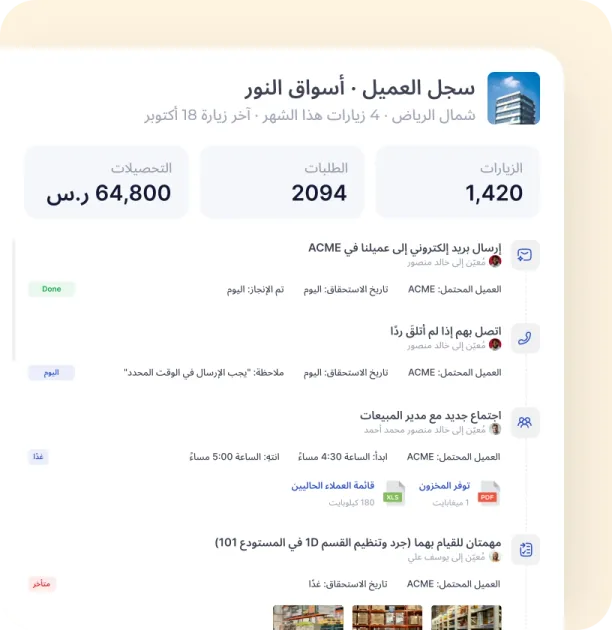 سجل العميل · أسواق النور
شمال الرياض · 4 زيارات هذا الشهر · آخر زيارة 18 أكتوبر
الزيارات
1,420
الطلبات
2094
التحصيلات
64,800 ر.س
إرسال بريد إلكتروني إلى عميلنا في ACME
مُعيّن إلى خالد منصور
العميل المحتمل: ACME تاريخ الاستحقاق: اليوم تم الإنجاز: اليوم Done
اتصل بهم إذا لم أتلقَ ردًا
مُعيّن إلى خالد منصور
العميل المحتمل: ACME تاريخ الاستحقاق: اليوم ملاحظة: "يجب الإرسال في الوقت المحدد" اليوم
اجتماع جديد مع مدير المبيعات
مُعيّن إلى خالد منصور محمد أحمد
العميل المحتمل: ACME ابدأ: الساعة 4:30 مساءً انتهِ: الساعة 5:00 مساءً غدًا
PDF توفر المخزون XLS قائمة العملاء الحاليين
1 ميغابايت 180 كيلوبايت
مهمتان للقيام بهما (جرد وتنظيم القسم 1D في المستودع 101)
مُعيّن إلى يوسف علي
العميل المحتمل: ACME تاريخ الاستحقاق: غدًا متأخر